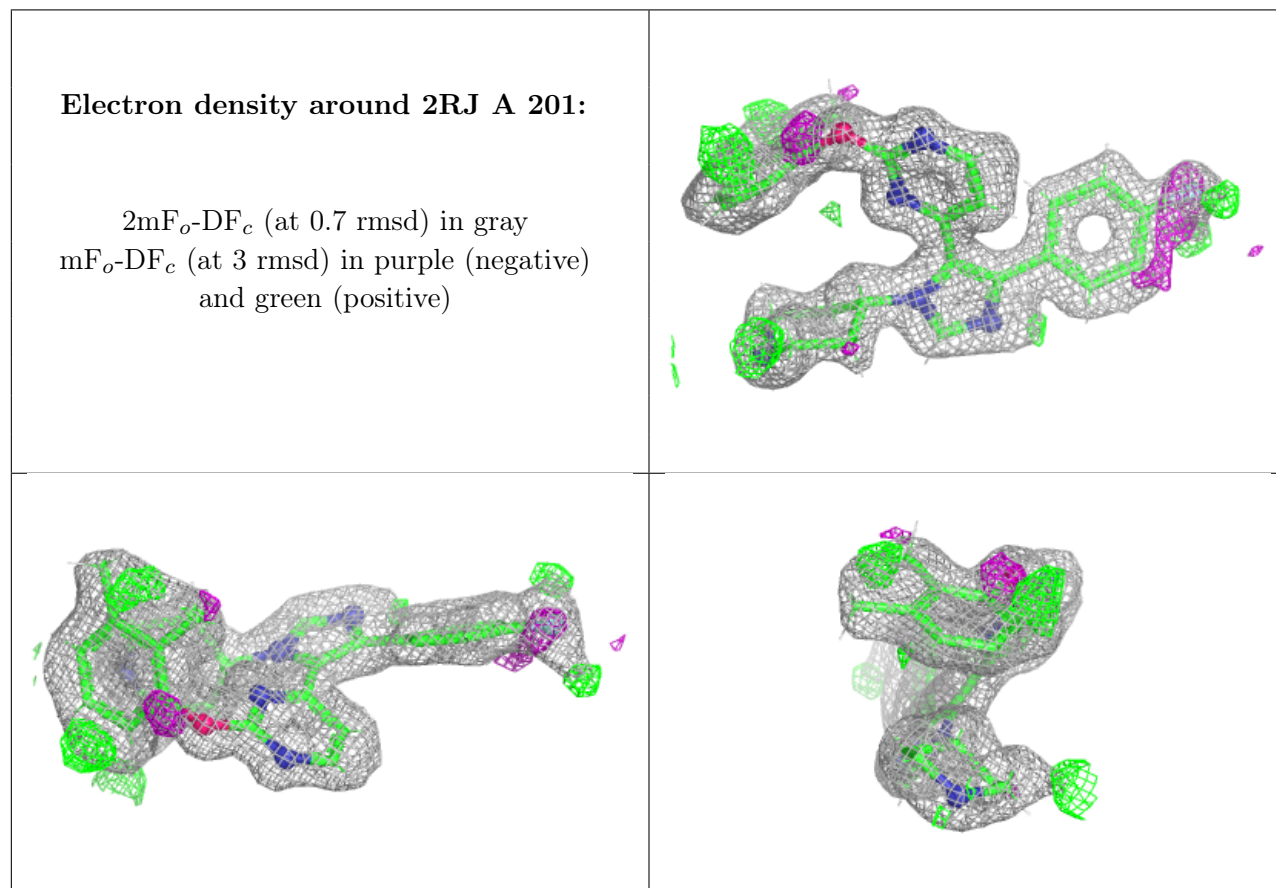 Electron density around 2RJ A 201:
2mFo-DFc (at 0.7 rmsd) in gray
mFo-DFc (at 3 rmsd) in purple (negative)
and green (positive)